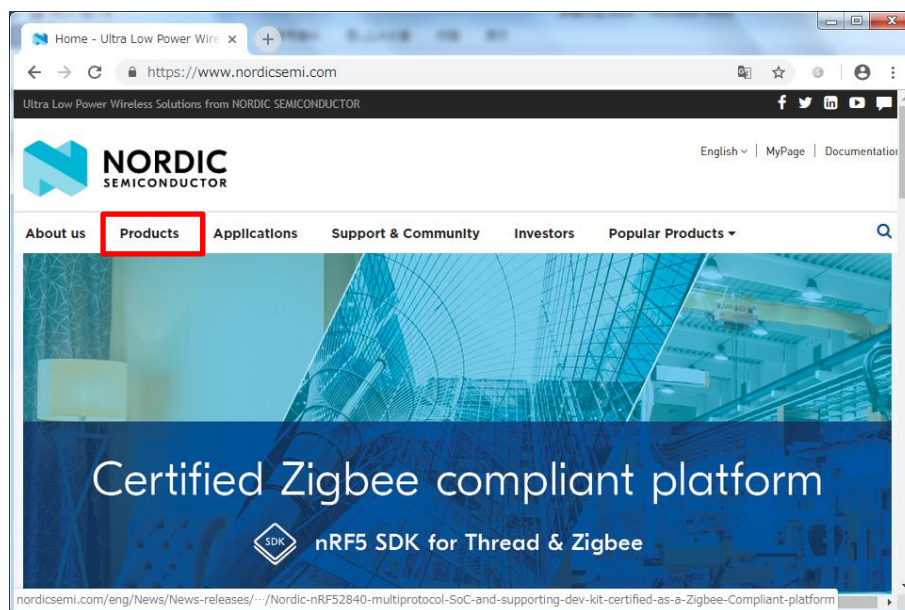 Home - Ultra Low Power Wire
https://www.nordicsemi.com
Ultra Low Power Wireless Solutions from NORDIC SEMICONDUCTOR
NORDIC
SEMICONDUCTOR
English | MyPage | Documentation
About us Products Applications Support & Community Investors Popular Products
Certified Zigbee compliant platform
SDK nRF5 SDK for Thread & Zigbee
nordicsemi.com/eng/News/News-releases/···/Nordic-nRF52840-multiprotocol-SoC-and-supporting-dev-kit-certified-as-a-Zigbee-Compliant-platform